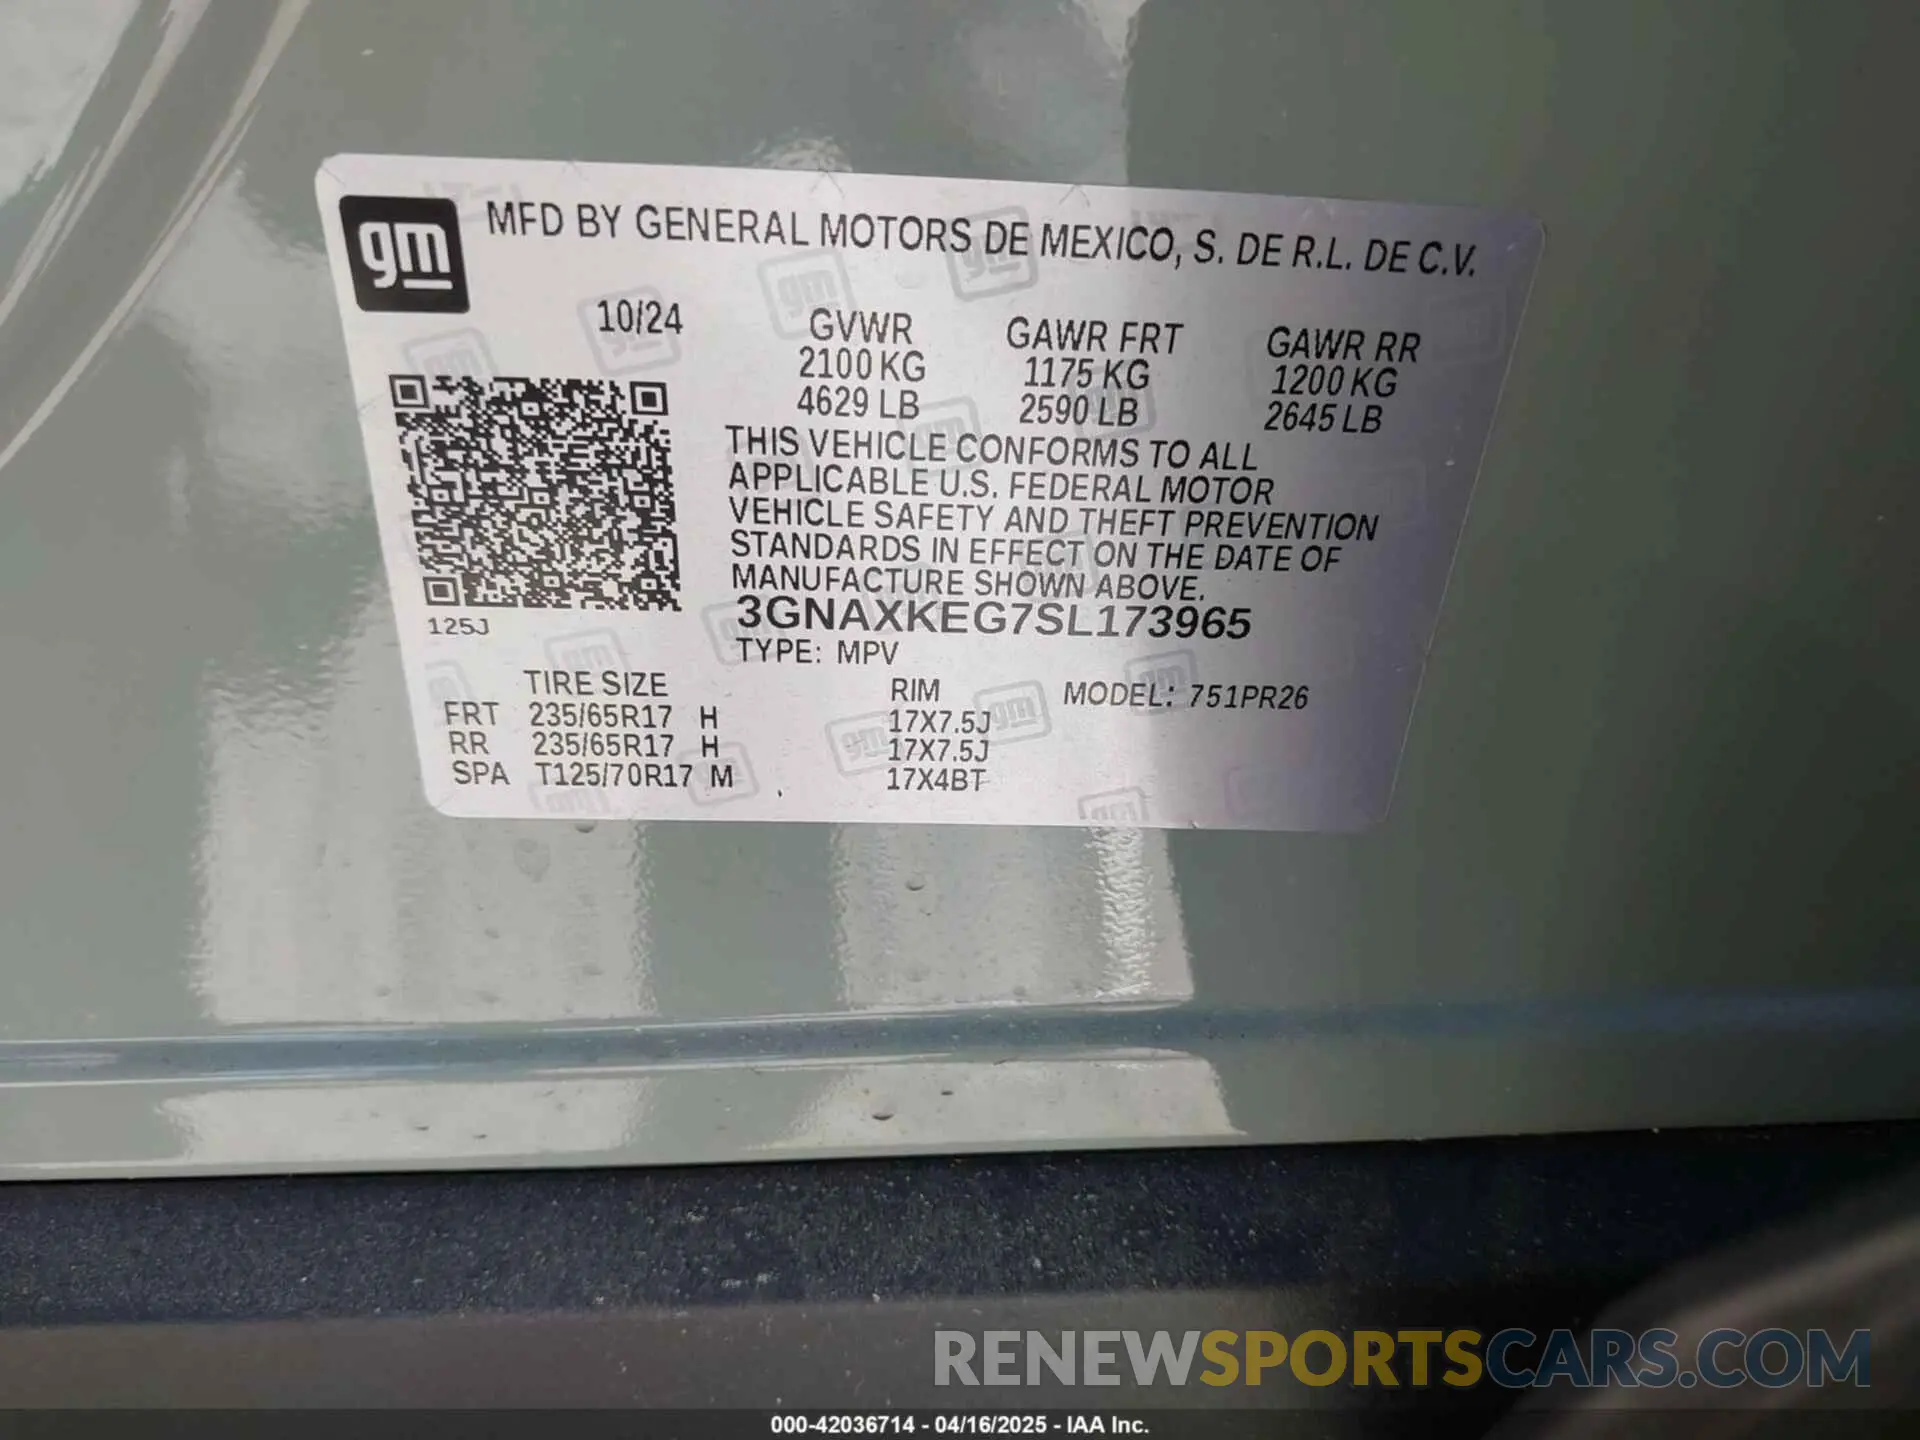 gm
MFD BY GENERAL MOTORS DE MEXICO, S. DE R.L. DE C.V.
10/24
GVWR GAWR FRT GAWR RR
2100 KG 1175 KG 1200 KG
4629 LB 2590 LB 2645 LB
THIS VEHICLE CONFORMS TO ALL
APPLICABLE U.S. FEDERAL MOTOR
VEHICLE SAFETY AND THEFT PREVENTION
STANDARDS IN EFFECT ON THE DATE OF
MANUFACTURE SHOWN ABOVE.
3GNAXKEG7SL173965
125J
TYPE: MPV
TIRE SIZE RIM MODEL: 751PR26
FRT 235/65R17 H 17X7.5J
RR 235/65R17 H 17X7.5J
SPA T125/70R17 M 17X4BT
RENEWSPORTSCARS.COM
000-42036714 - 04/16/2025 - IAA Inc.